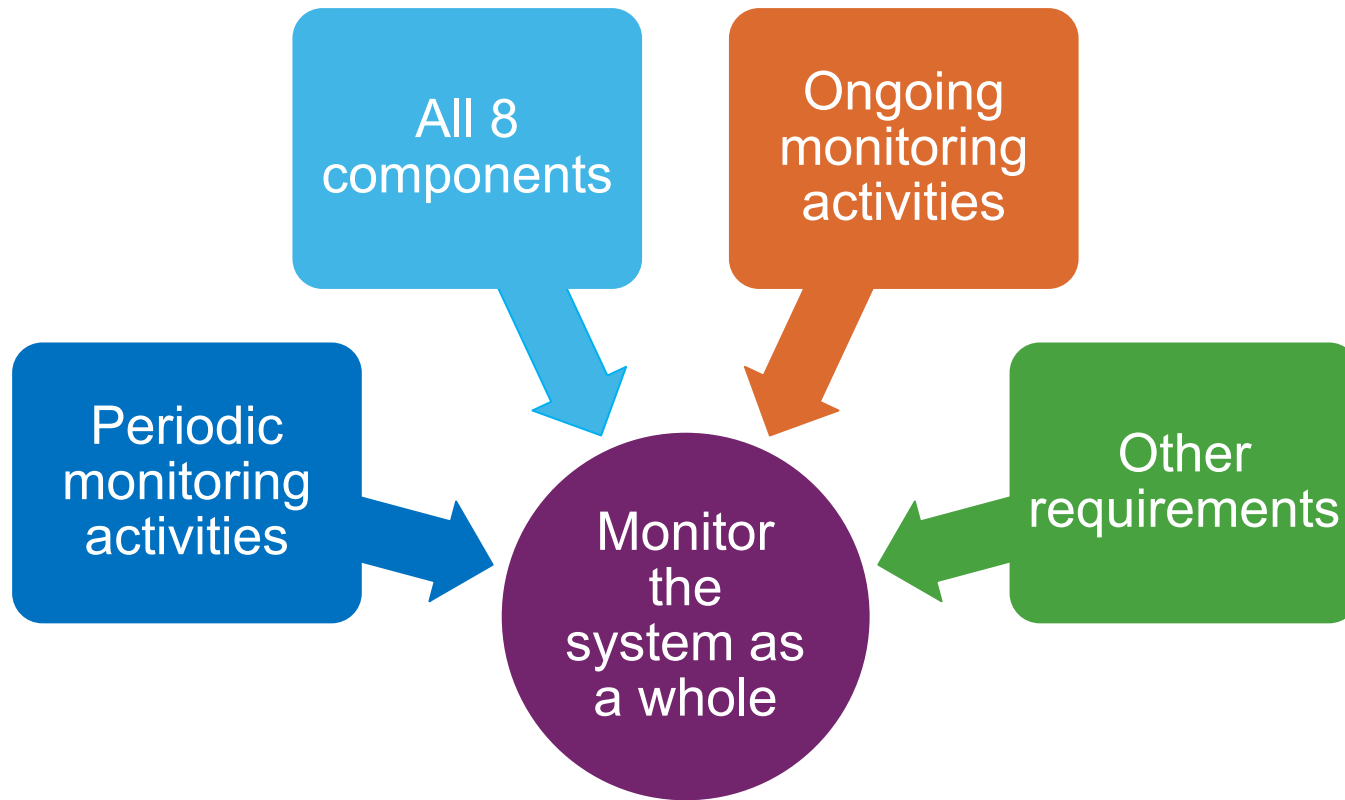 All 8
components
Ongoing
monitoring
activities
Periodic
monitoring
activities
Other
requirements
Monitor
the
system as
a whole